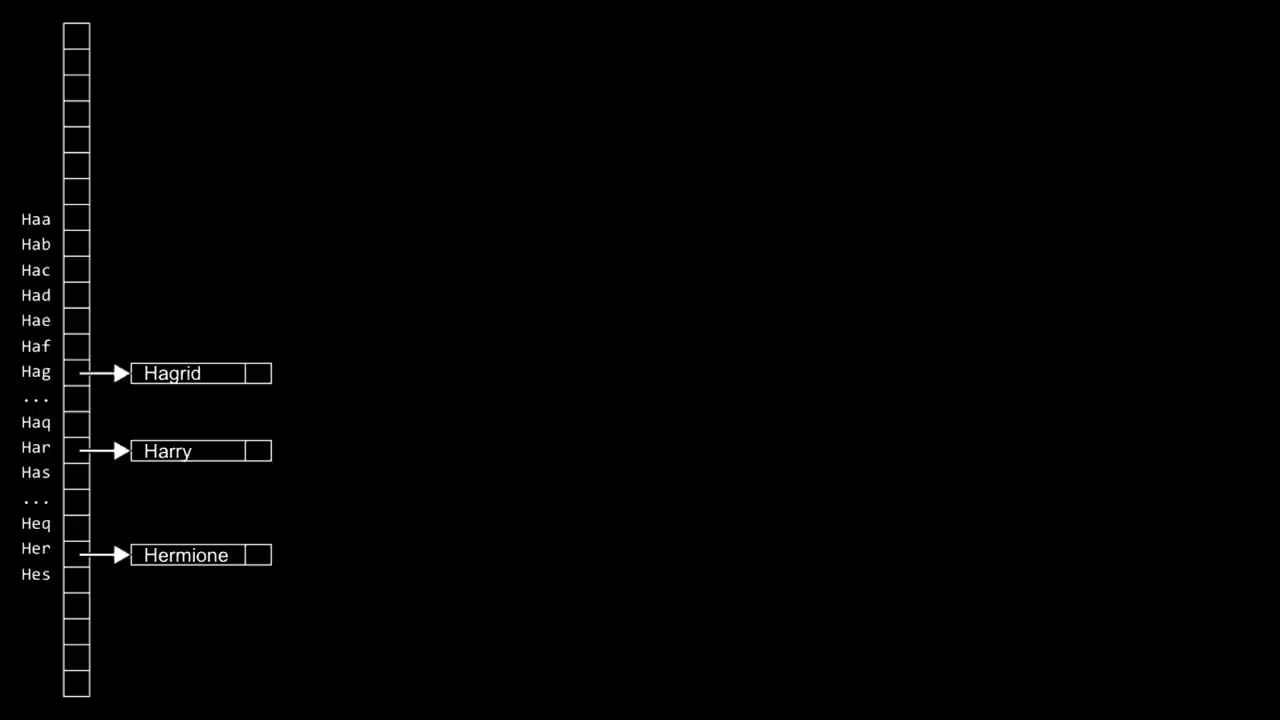 Haa
Hab
Hac
Had
Hae
Haf
Hag Hagrid
...
Haq
Har Harry
Has
...
Heq
Her Hermione
Hes